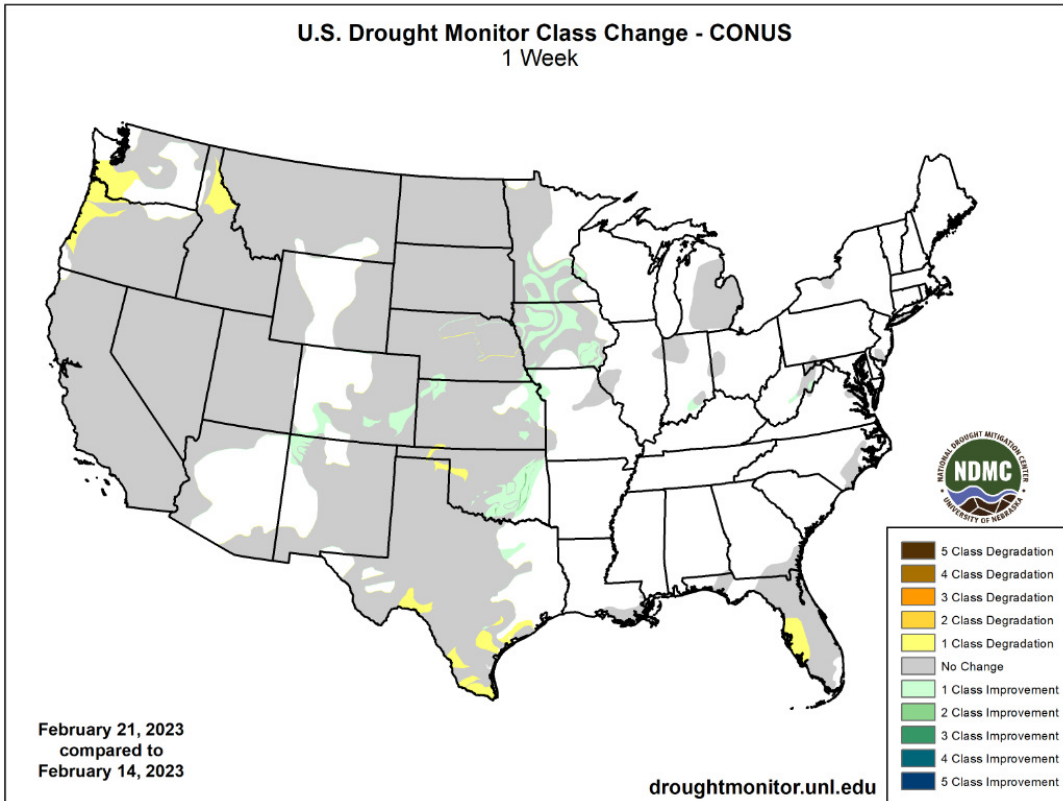 U.S. Drought Monitor Class Change - CONUS
1 Week
NATIONAL DROUGHT MITIGATION CENTER
NDMC
UNIVERSITY OF NEBRASKA
5 Class Degradation
4 Class Degradation
3 Class Degradation
2 Class Degradation
1 Class Degradation
No Change
1 Class Improvement
2 Class Improvement
3 Class Improvement
4 Class Improvement
5 Class Improvement
February 21, 2023
compared to
February 14, 2023
droughtmonitor.unl.edu